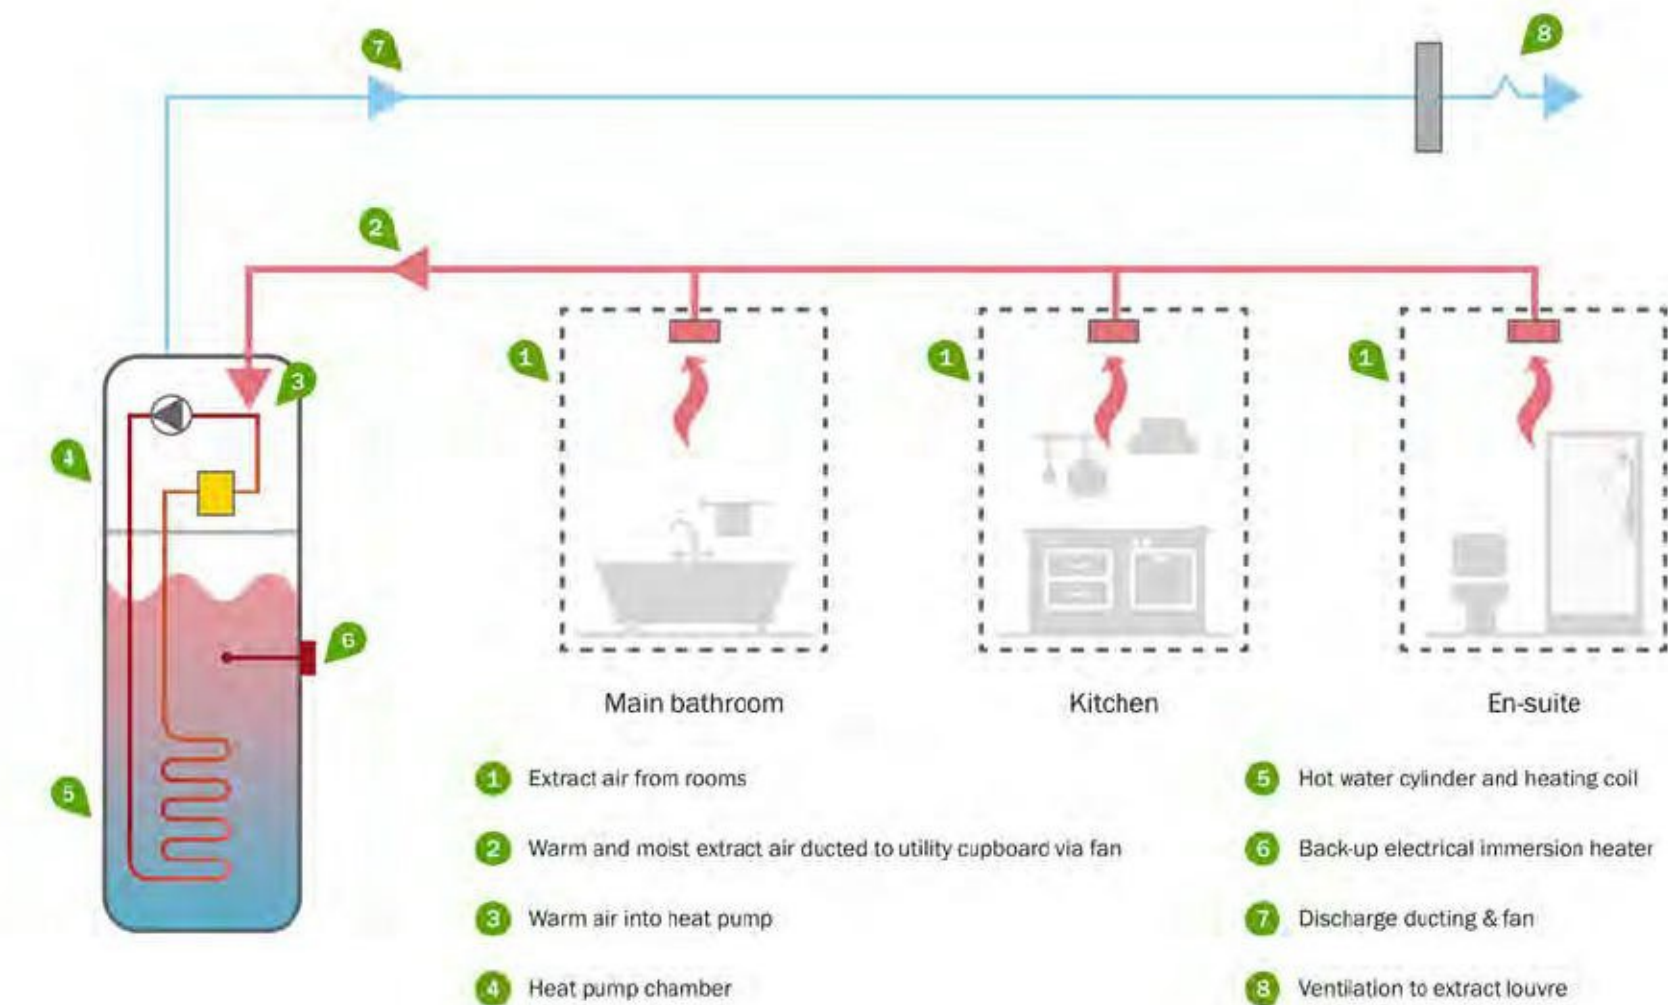 7
8
2
1
1
1
3
4
6
5
Main bathroom
Kitchen
En-suite
1 Extract air from rooms
2 Warm and moist extract air ducted to utility cupboard via fan
3 Warm air into heat pump
4 Heat pump chamber
5 Hot water cylinder and heating coil
6 Back-up electrical immersion heater
7 Discharge ducting & fan
8 Ventilation to extract louvre